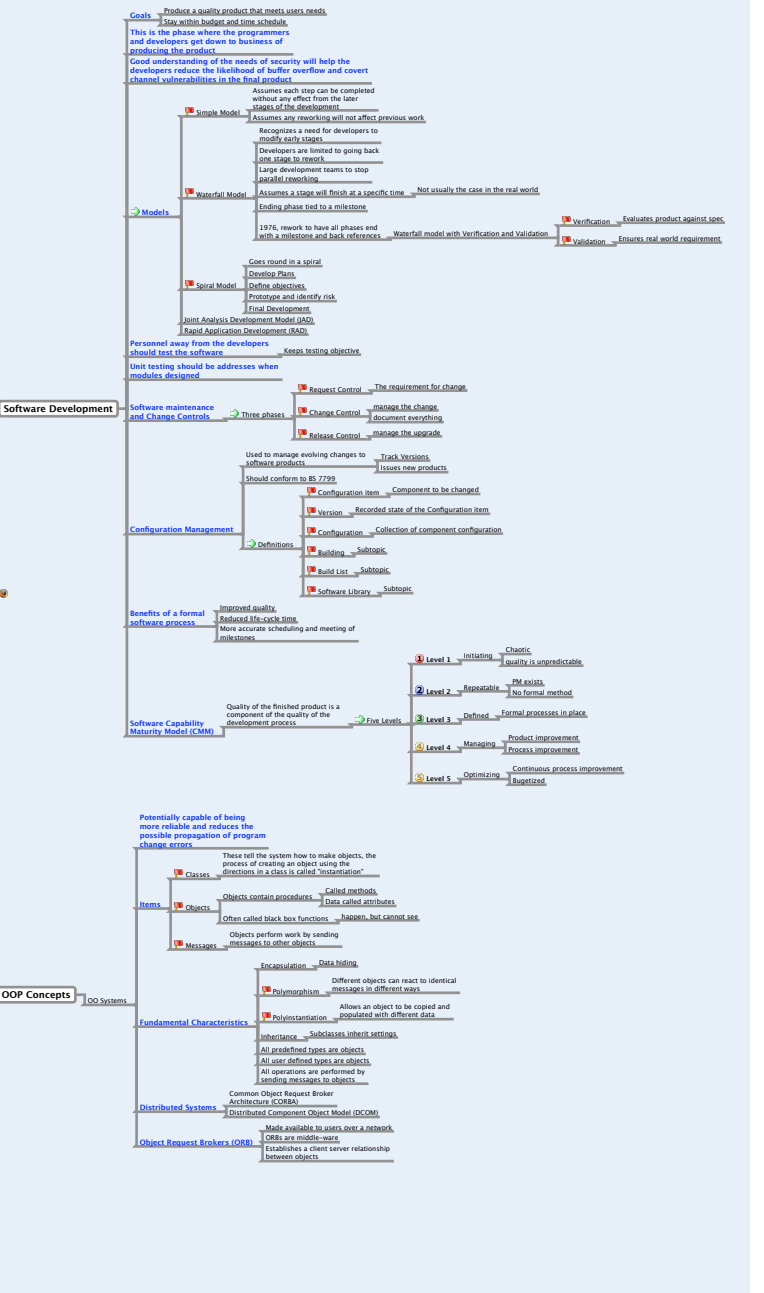 Software Development
Goals
Produce a quality product that meets users needs
Stay within budget and time schedule
This is the phase where the programmers
and developers get down to business of
producing the product
Good understanding of the needs of security will help the
developers reduce the likelihood of buffer overflow and covert
channel vulnerabilities in the final product
Models
Simple Model
Assumes each step can be completed
without any effect from the later
stages of the development
Assumes any reworking will not affect previous work
Waterfall Model
Recognizes a need for developers to
modify early stages
Developers are limited to going back
one stage to rework
Large development teams to stop
parallel reworking
Assumes a stage will finish at a specific time
Not usually the case in the real world
Ending phase tied to a milestone
1976, rework to have all phases end
with a milestone and back references
Waterfall model with Verification and Validation
Verification
Evaluates product against spec
Validation
Ensures real world requirement
Spiral Model
Goes round in a spiral
Develop Plans
Define objectives
Prototype and identify risk
Final Development
Joint Analysis Development Model (JAD)
Rapid Application Development (RAD)
Personnel away from the developers
should test the software
Keeps testing objective
Unit testing should be addresses when
modules designed
Software maintenance
and Change Controls
Three phases
Request Control
The requirement for change
Change Control
manage the change
document everything
Release Control
manage the upgrade
Configuration Management
Used to manage evolving changes to
software products
Track Versions
Issues new products
Should conform to BS 7799
Definitions
Configuration item
Component to be changed
Version
Recorded state of the Configuration item
Configuration
Collection of component configuration
Building
Subtopic
Build List
Subtopic
Software Library
Subtopic
Benefits of a formal
software process
Improved quality
Reduced life-cycle time
More accurate scheduling and meeting of
milestones
Software Capability
Maturity Model (CMM)
Quality of the finished product is a
component of the quality of the
development process
Five Levels
1 Level 1
Initiating
Chaotic
quality is unpredictable
2 Level 2
Repeatable
PM exists
No formal method
3 Level 3
Defined
Formal processes in place
4 Level 4
Managing
Product improvement
Process improvement
5 Level 5
Optimizing
Continuous process improvement
Bugetized
OOP Concepts
OO Systems
Potentially capable of being
more reliable and reduces the
possible propagation of program
change errors
Items
Classes
These tell the system how to make objects, the
process of creating an object using the
directions in a class is called "instantiation"
Objects
Objects contain procedures
Called methods
Data called attributes
Often called black box functions
happen, but cannot see
Messages
Objects perform work by sending
messages to other objects
Fundamental Characteristics
Encapsulation
Data hiding
Polymorphism
Different objects can react to identical
messages in different ways
Polyinstantiation
Allows an object to be copied and
populated with different data
Inheritance
Subclasses inherit settings
All predefined types are objects
All user defined types are objects
All operations are performed by
sending messages to objects
Distributed Systems
Common Object Request Broker
Architecture (CORBA)
Distributed Component Object Model (DCOM)
Object Request Brokers (ORB)
Made available to users over a network
ORBs are middle-ware
Establishes a client server relationship
between objects